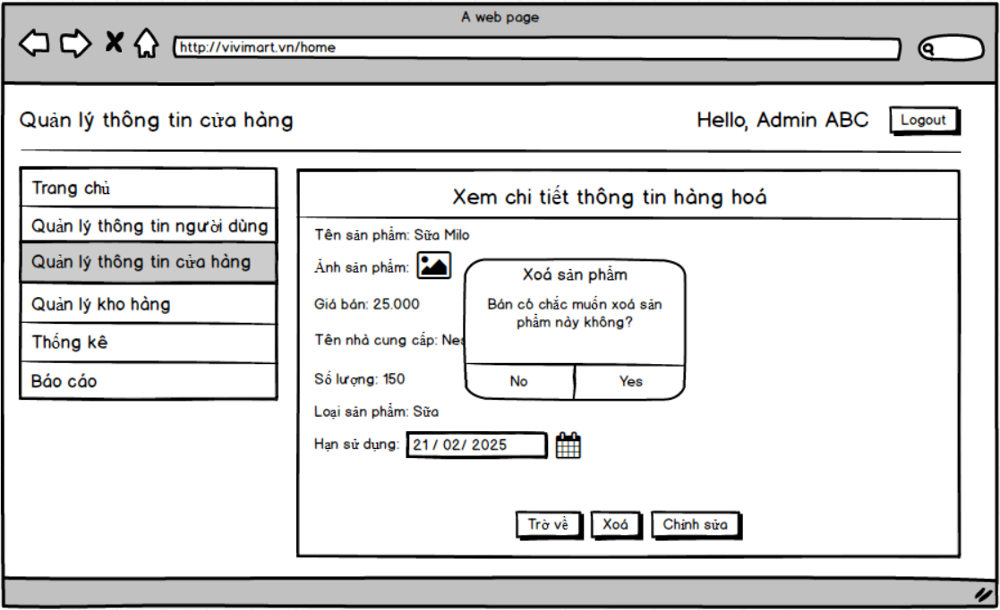 A web page
http://vivimart.vn/home
Quản lý thông tin cửa hàng
Hello, Admin ABC
Logout
Trang chủ
Quản lý thông tin người dùng
Quản lý thông tin cửa hàng
Quản lý kho hàng
Thống kê
Báo cáo
Xem chi tiết thông tin hàng hoá
Tên sản phẩm: Sữa Milo
Ảnh sản phẩm:
Giá bán: 25.000
Tên nhà cung cấp: Nes
Số lượng: 150
Loại sản phẩm: Sữa
Hạn sử dụng: 21 / 02/ 2025
Xoá sản phẩm
Bán có chắc muốn xoá sản
phẩm này không?
No
Yes
Trở về
Xoá
Chỉnh sửa